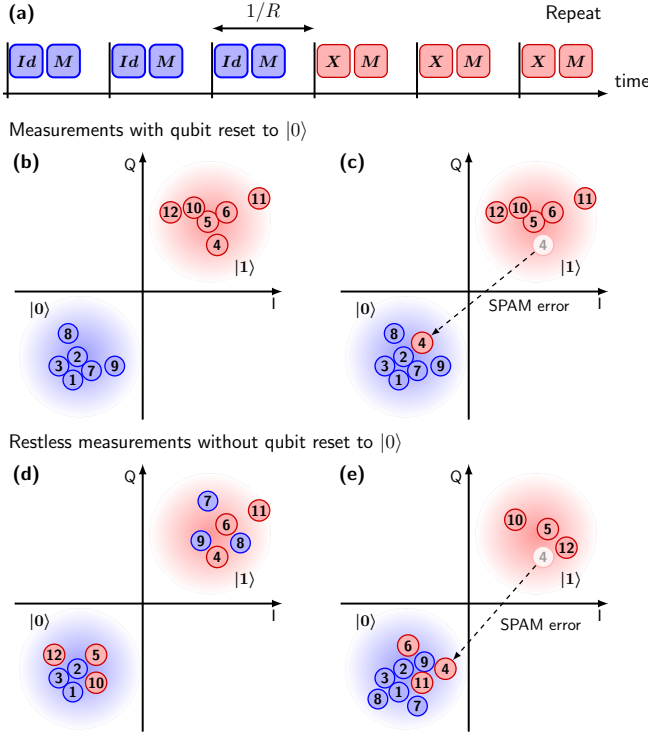 (a) 1/R Repeat
Id M Id M Id M X M X M X M
time
Measurements with qubit reset to |0⟩
(b) Q (c) Q
12 10 5 6 11 4 12 10 5 6 11 4
|1⟩ |1⟩
I I
|0⟩ |0⟩ SPAM error
8 2 3 7 9 1 8 4 2 3 7 9 1
Restless measurements without qubit reset to |0⟩
(d) Q (e) Q
7 11 6 9 8 4 10 5 12 4
|1⟩ |1⟩
I I
|0⟩ |0⟩ SPAM error
12 5 2 3 10 1 6 9 4 2 3 11 1 8 7